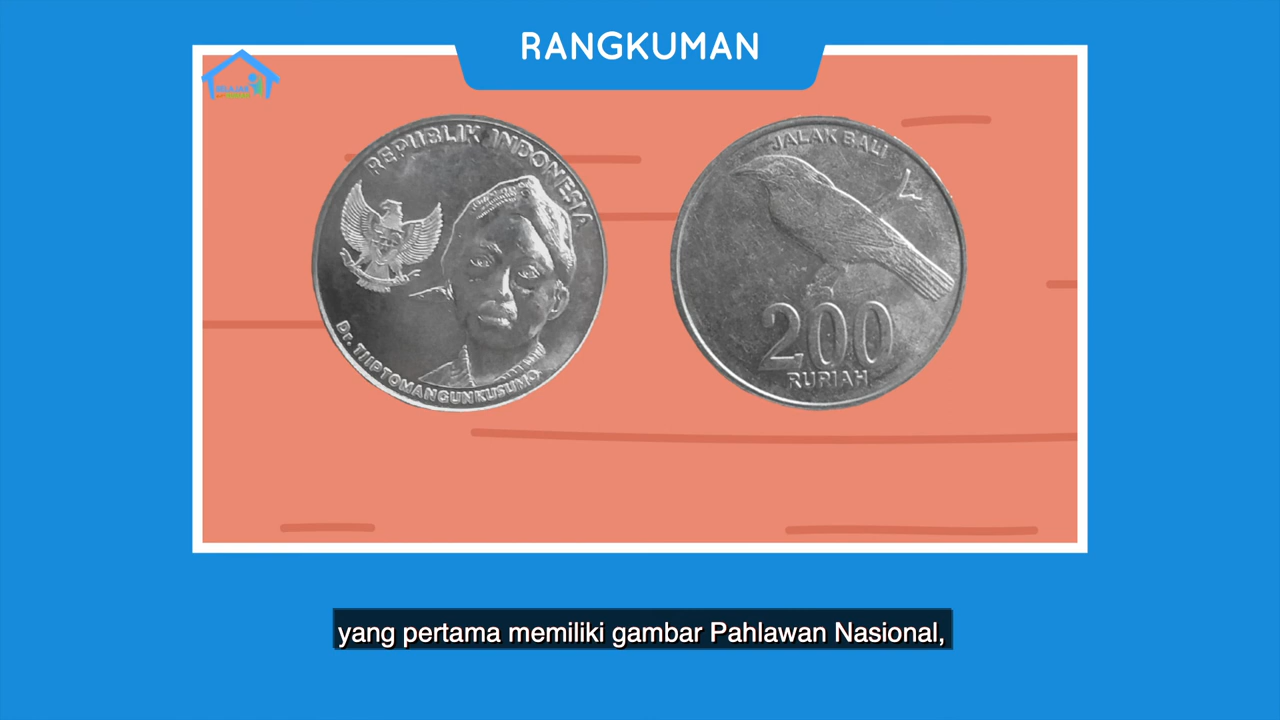 RANGKUMAN
REPUBLIK INDONESIA
Dr. TJIPTOMANGUNKUSUMO
JALAK BALI
200
RUPIAH
yang pertama memiliki gambar Pahlawan Nasional,